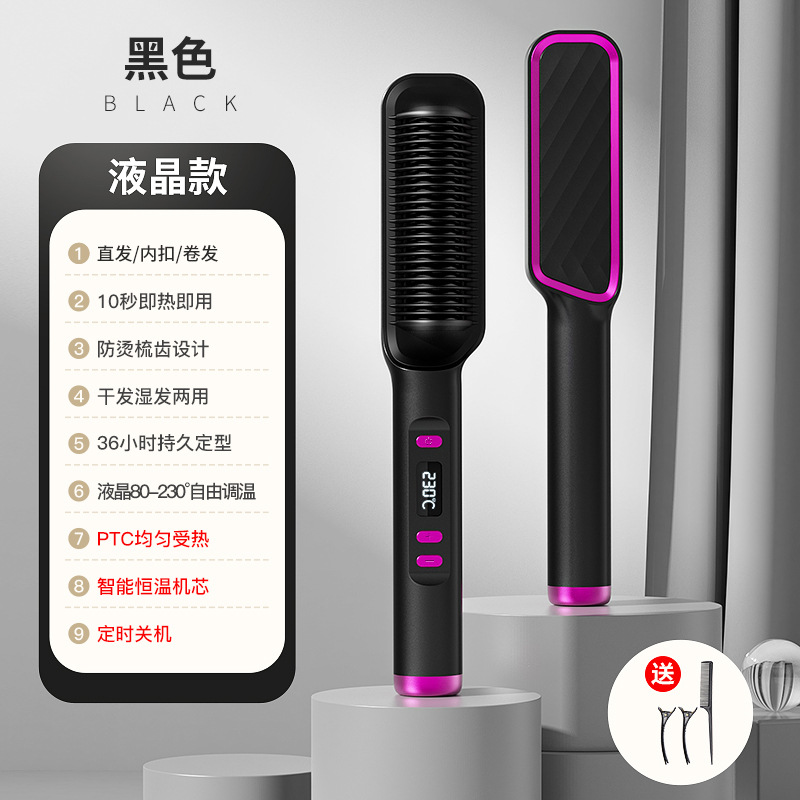 黑色
BLACK
液晶款
1 直发/内扣/卷发
2 10秒即热即用
3 防烫梳齿设计
4 干发湿发两用
5 36小时持久定型
6 液晶80-230°自由调温
7 PTC均匀受热
8 智能恒温机芯
9 定时关机
230℃
+
−
送